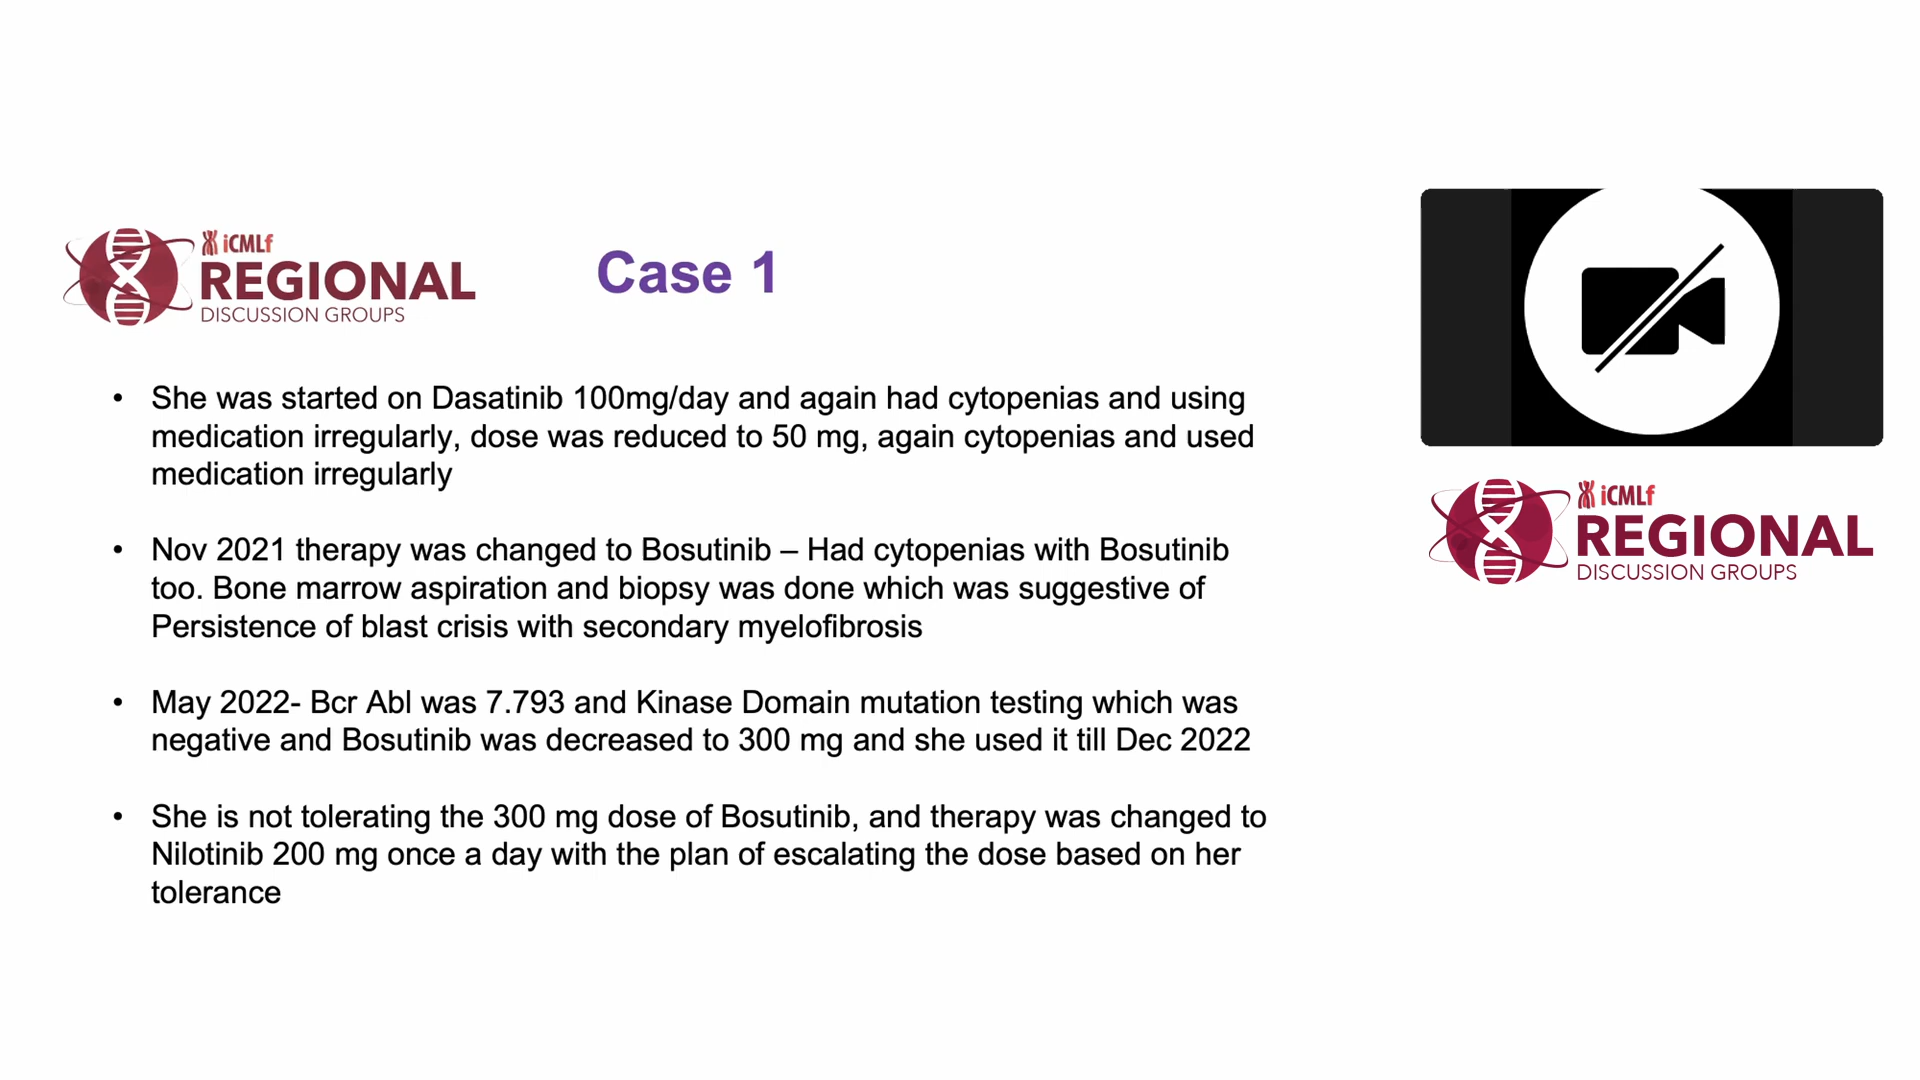 iCMLf
REGIONAL
DISCUSSION GROUPS
Case 1
• She was started on Dasatinib 100mg/day and again had cytopenias and using
medication irregularly, dose was reduced to 50 mg, again cytopenias and used
medication irregularly
• Nov 2021 therapy was changed to Bosutinib – Had cytopenias with Bosutinib
too. Bone marrow aspiration and biopsy was done which was suggestive of
Persistence of blast crisis with secondary myelofibrosis
• May 2022- Bcr Abl was 7.793 and Kinase Domain mutation testing which was
negative and Bosutinib was decreased to 300 mg and she used it till Dec 2022
• She is not tolerating the 300 mg dose of Bosutinib, and therapy was changed to
Nilotinib 200 mg once a day with the plan of escalating the dose based on her
tolerance
iCMLf
REGIONAL
DISCUSSION GROUPS